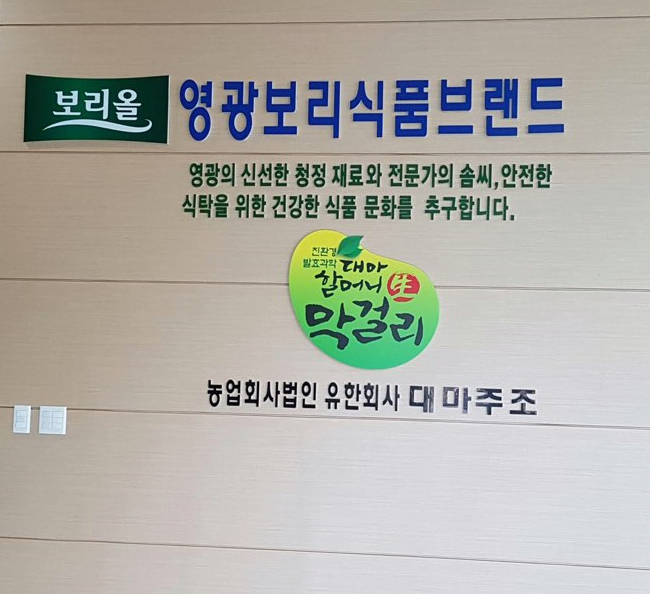 보리올 영광보리식품브랜드
영광의 신선한 청정 재료와 전문가의 솜씨,안전한
식탁을 위한 건강한 식품 문화를 추구합니다.
친환경
발효과학 대마
할머니 生
막걸리
농업회사법인 유한회사 대마주조